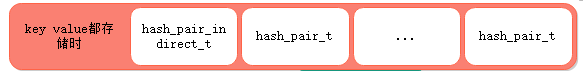 key value都存
储时
hash_pair_in
direct_t
hash_pair_t
...
hash_pair_t